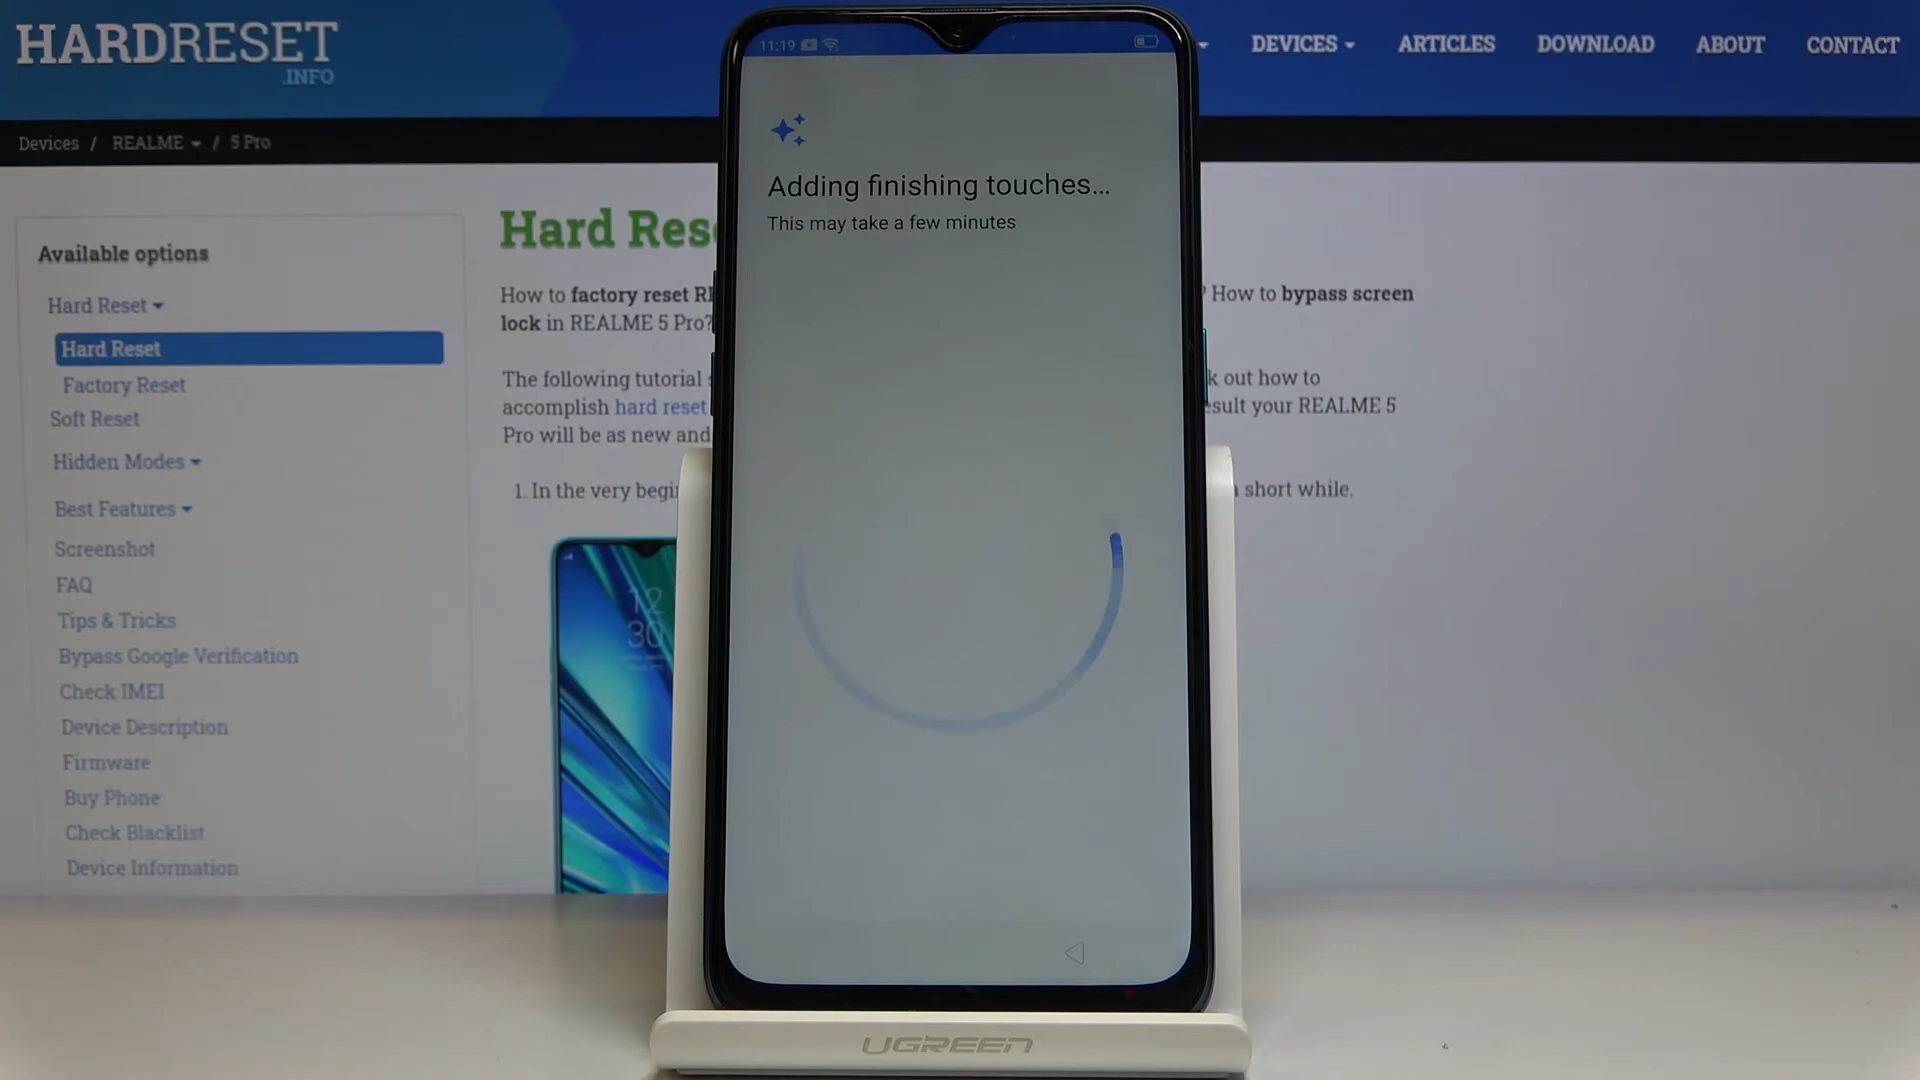 HARDRESET
.INFO
DEVICES
ARTICLES
DOWNLOAD
ABOUT
CONTACT
Devices / REALME / 5 Pro
Available options
Hard Reset
Hard Reset
Factory Reset
Soft Reset
Hidden Modes
Best Features
Screenshot
FAQ
Tips & Tricks
Bypass Google Verification
Check IMEI
Device Description
Firmware
Buy Phone
Check Blacklist
Device Information
Hard Res
How to factory reset R ? How to bypass screen
lock in REALME 5 Pro?
The following tutorial k out how to
accomplish hard reset esult your REALME 5
Pro will be as new and
1. In the very begi short while.
12
30
11:19
Adding finishing touches...
This may take a few minutes
UGREEN